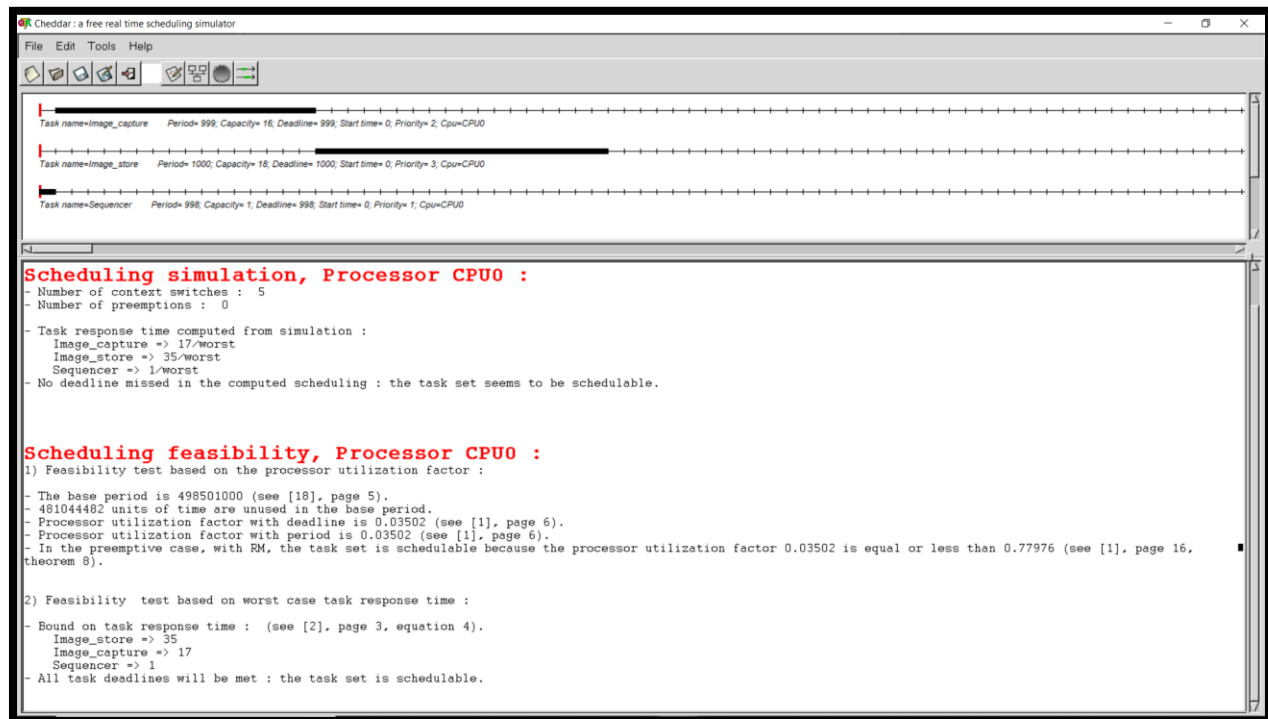 Cheddar : a free real time scheduling simulator
File Edit Tools Help
Task name=Image_capture Period= 999; Capacity= 16; Deadline= 999; Start time= 0; Priority= 2; Cpu=CPU0
Task name=Image_store Period= 1000; Capacity= 18; Deadline= 1000; Start time= 0; Priority= 3; Cpu=CPU0
Task name=Sequencer Period= 998; Capacity= 1; Deadline= 998; Start time= 0; Priority= 1; Cpu=CPU0
Scheduling simulation, Processor CPU0 :
- Number of context switches : 5
- Number of preemptions : 0
- Task response time computed from simulation :
Image_capture => 17/worst
Image_store => 35/worst
Sequencer => 1/worst
- No deadline missed in the computed scheduling : the task set seems to be schedulable.
Scheduling feasibility, Processor CPU0 :
1) Feasibility test based on the processor utilization factor :
- The base period is 498501000 (see [18], page 5).
- 481044482 units of time are unused in the base period.
- Processor utilization factor with deadline is 0.03502 (see [1], page 6).
- Processor utilization factor with period is 0.03502 (see [1], page 6).
- In the preemptive case, with RM, the task set is schedulable because the processor utilization factor 0.03502 is equal or less than 0.77976 (see [1], page 16,
theorem 8).
2) Feasibility test based on worst case task response time :
- Bound on task response time : (see [2], page 3, equation 4).
Image_store => 35
Image_capture => 17
Sequencer => 1
- All task deadlines will be met : the task set is schedulable.